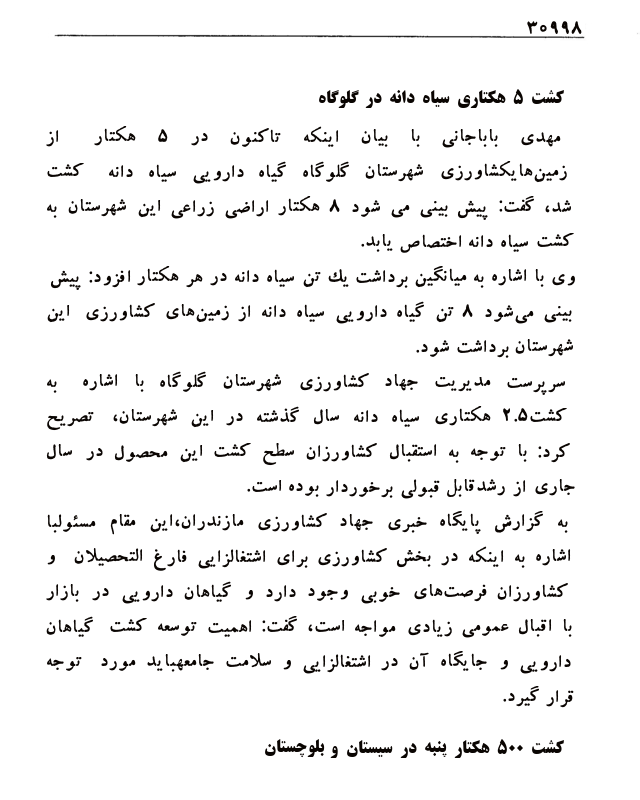 ۳۰۹۹۸
کشت ۵ هکتاری سیاه دانه در گلوگاه
مهدی باباجانی با بیان اینکه تاکنون در ۵ هکتار از
زمین‌هایکشاورزی شهرستان گلوگاه گیاه دارویی سیاه دانه کشت
شد، گفت: پیش بینی می شود ۸ هکتار اراضی زراعی این شهرستان به
کشت سیاه دانه اختصاص یابد.
وی با اشاره به میانگین برداشت یك تن سیاه دانه در هر هکتار افزود: پیش
بینی می‌شود ۸ تن گیاه دارویی سیاه دانه از زمین‌های کشاورزی این
شهرستان برداشت شود.
سرپرست مدیریت جهاد کشاورزی شهرستان گلوگاه با اشاره به
کشت۲.۵ هکتاری سیاه دانه سال گذشته در این شهرستان، تصریح
کرد: با توجه به استقبال کشاورزان سطح کشت این محصول در سال
جاری از رشدقابل قبولی برخوردار بوده است.
به گزارش پایگاه خبری جهاد کشاورزی مازندران،این مقام مسئولبا
اشاره به اینکه در بخش کشاورزی برای اشتغالزایی فارغ التحصیلان و
کشاورزان فرصت‌های خوبی وجود دارد و گیاهان دارویی در بازار
با اقبال عمومی زیادی مواجه است، گفت: اهمیت توسعه کشت گیاهان
دارویی و جایگاه آن در اشتغالزایی و سلامت جامعهباید مورد توجه
قرار گیرد.
کشت ۵۰۰ هکتار پنبه در سیستان و بلوچستان